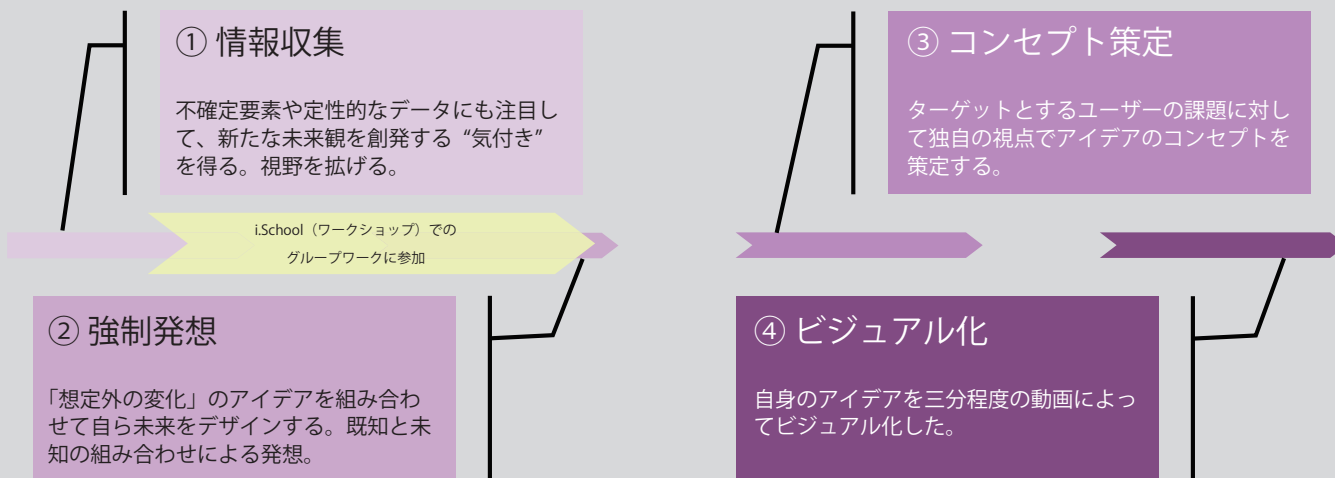 ① 情報収集
不確定要素や定性的なデータにも注目し
て、新たな未来観を創発する“気付き”
を得る。視野を拡げる。
③ コンセプト策定
ターゲットとするユーザーの課題に対し
て独自の視点でアイデアのコンセプトを
策定する。
i.School（ワークショップ）での
グループワークに参加
② 強制発想
「想定外の変化」のアイデアを組み合わ
せて自ら未来をデザインする。既知と未
知の組み合わせによる発想。
④ ビジュアル化
自身のアイデアを三分程度の動画によっ
てビジュアル化した。